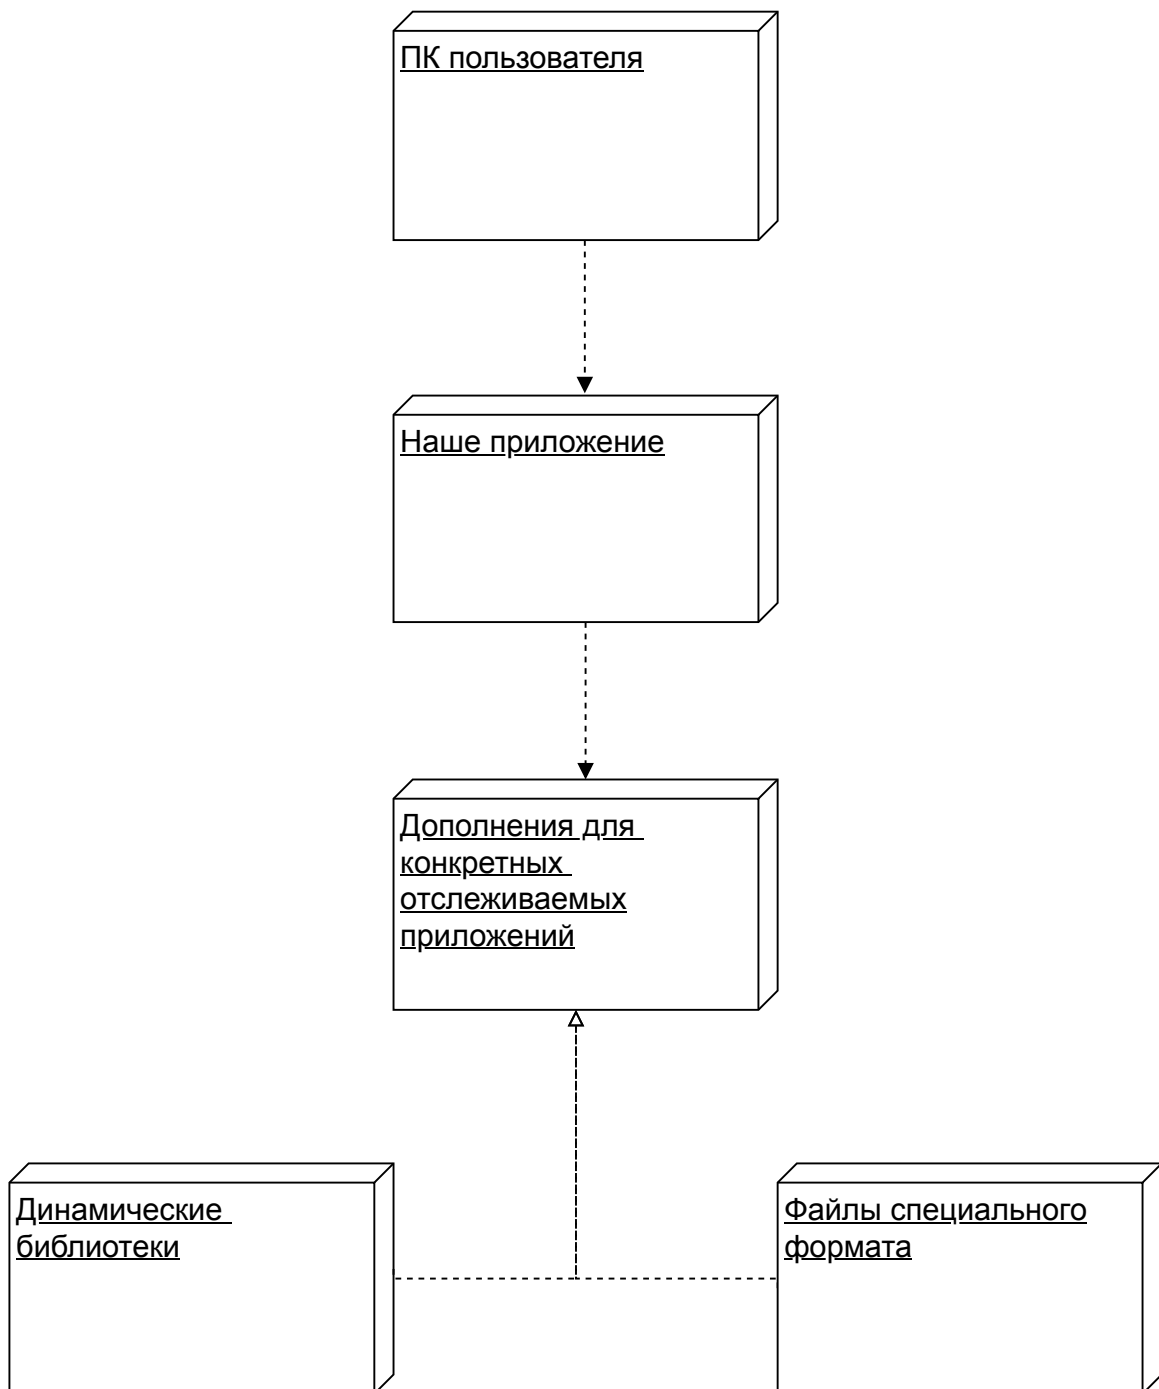 ПК пользователя
Наше приложение
Дополнения для
конкретных
отслеживаемых
приложений
Динамические
библиотеки
Файлы специального
формата